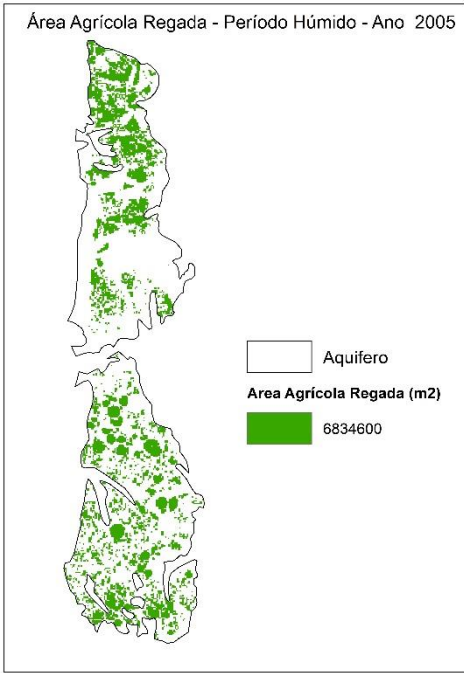 Área Agrícola Regada - Período Húmido - Ano  2005
Aquifero
Area Agrícola Regada (m2)
6834600